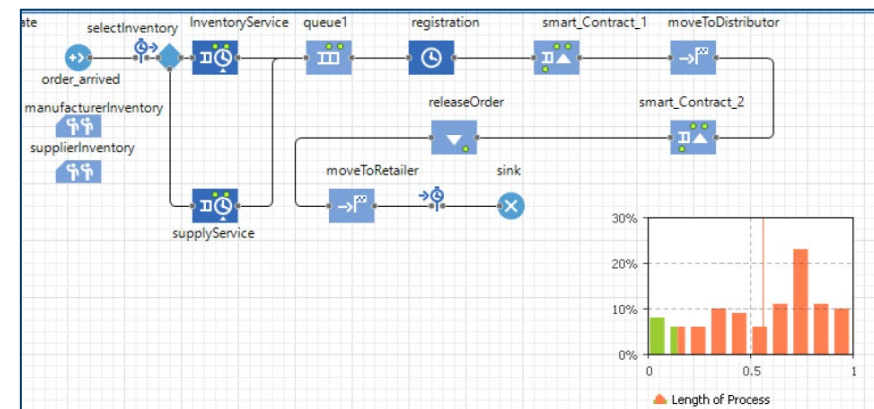 ate
selectInventory
InventoryService
queue1
registration
smart_Contract_1
moveToDistributor
order_arrived
manufacturerInventory
releaseOrder
smart_Contract_2
supplierInventory
moveToRetailer
sink
supplyService
30%
20%
10%
0%
0
0.5
1
Length of Process